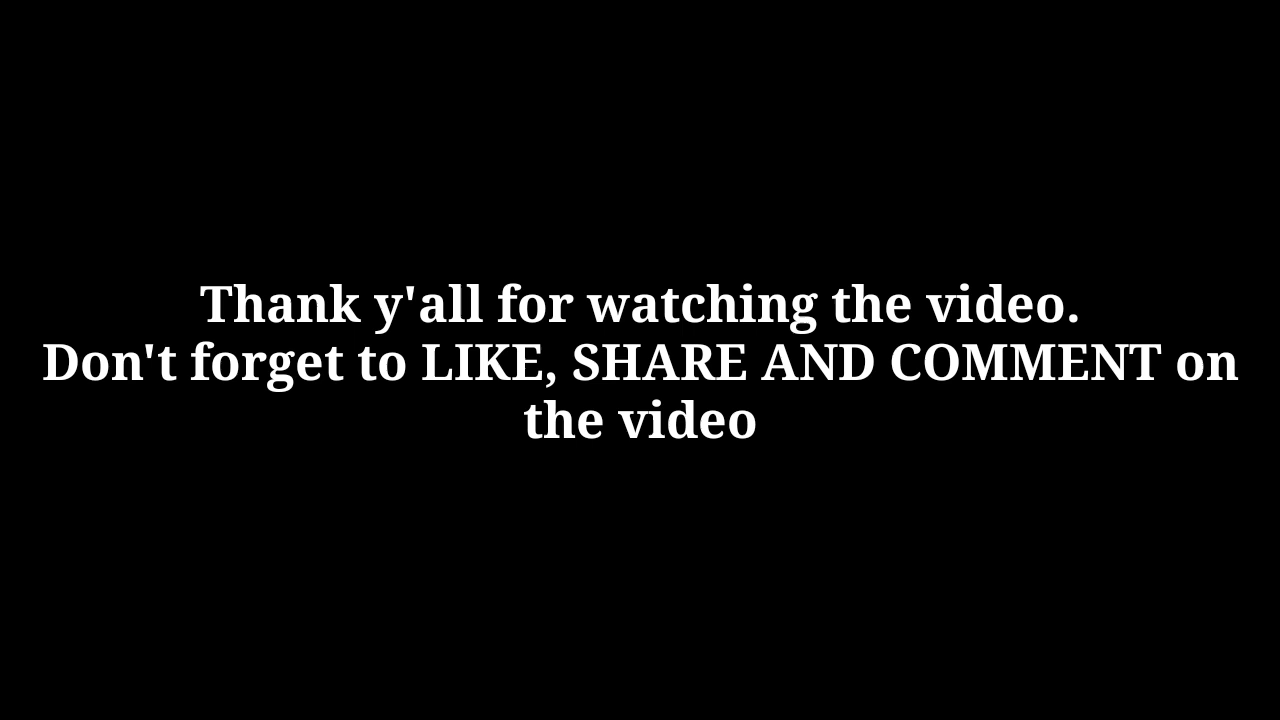 Thank y'all for watching the video.
Don't forget to LIKE, SHARE AND COMMENT on
the video